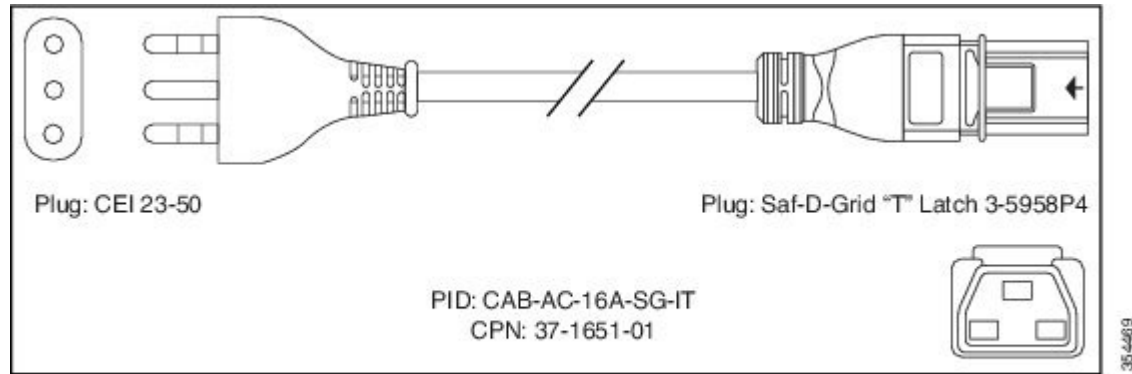 Plug: CEI 23-50
Plug: Saf-D-Grid "T" Latch 3-5958P4
PID: CAB-AC-16A-SG-IT
CPN: 37-1651-01
354469